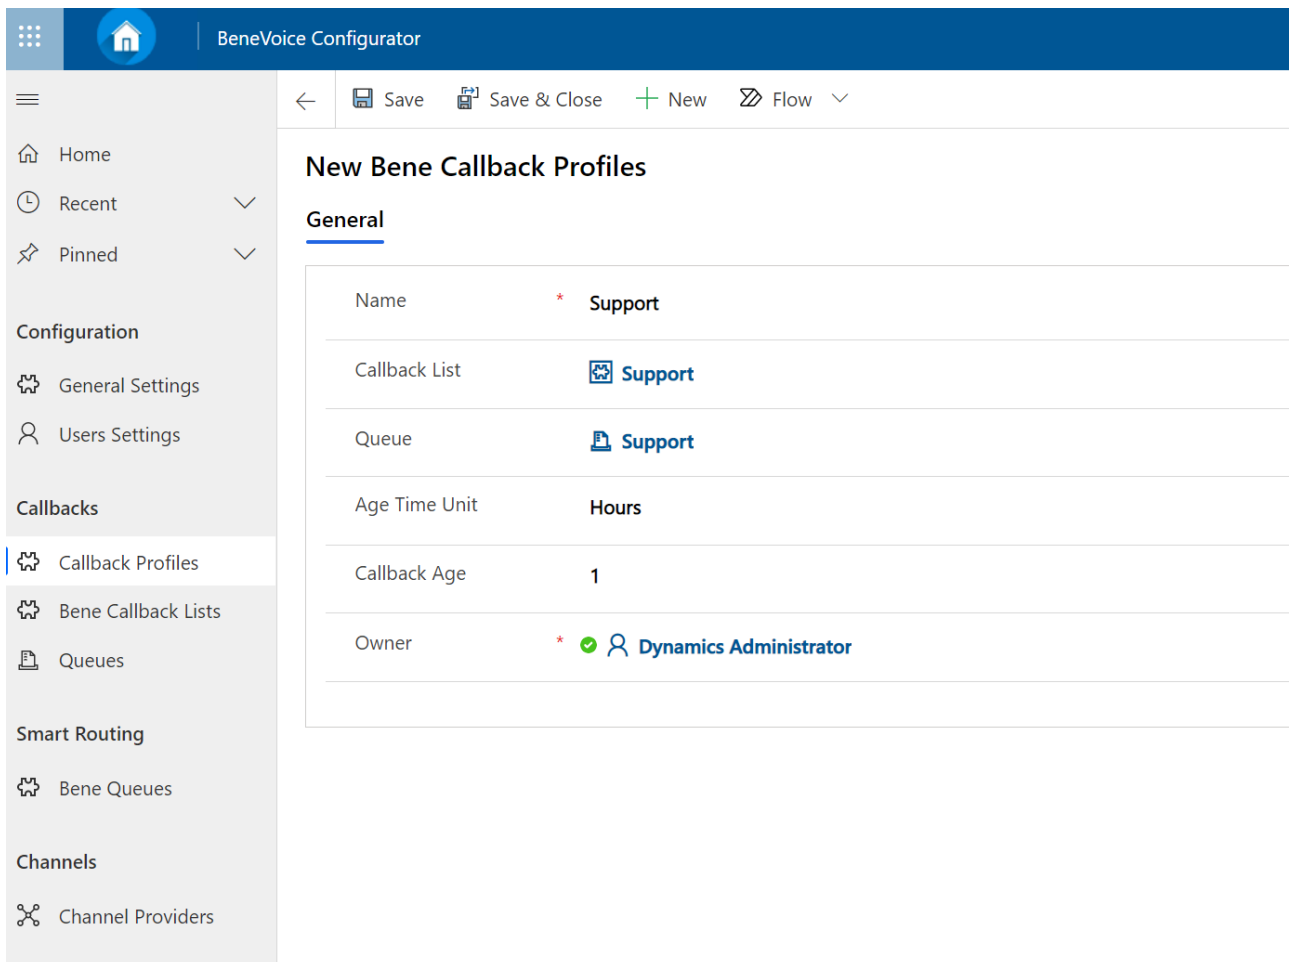 BeneVoice Configurator
Save
Save & Close
New
Flow
Home
Recent
Pinned
Configuration
General Settings
Users Settings
Callbacks
Callback Profiles
Bene Callback Lists
Queues
Smart Routing
Bene Queues
Channels
Channel Providers
New Bene Callback Profiles
General
Name * Support
Callback List Support
Queue Support
Age Time Unit Hours
Callback Age 1
Owner * Dynamics Administrator